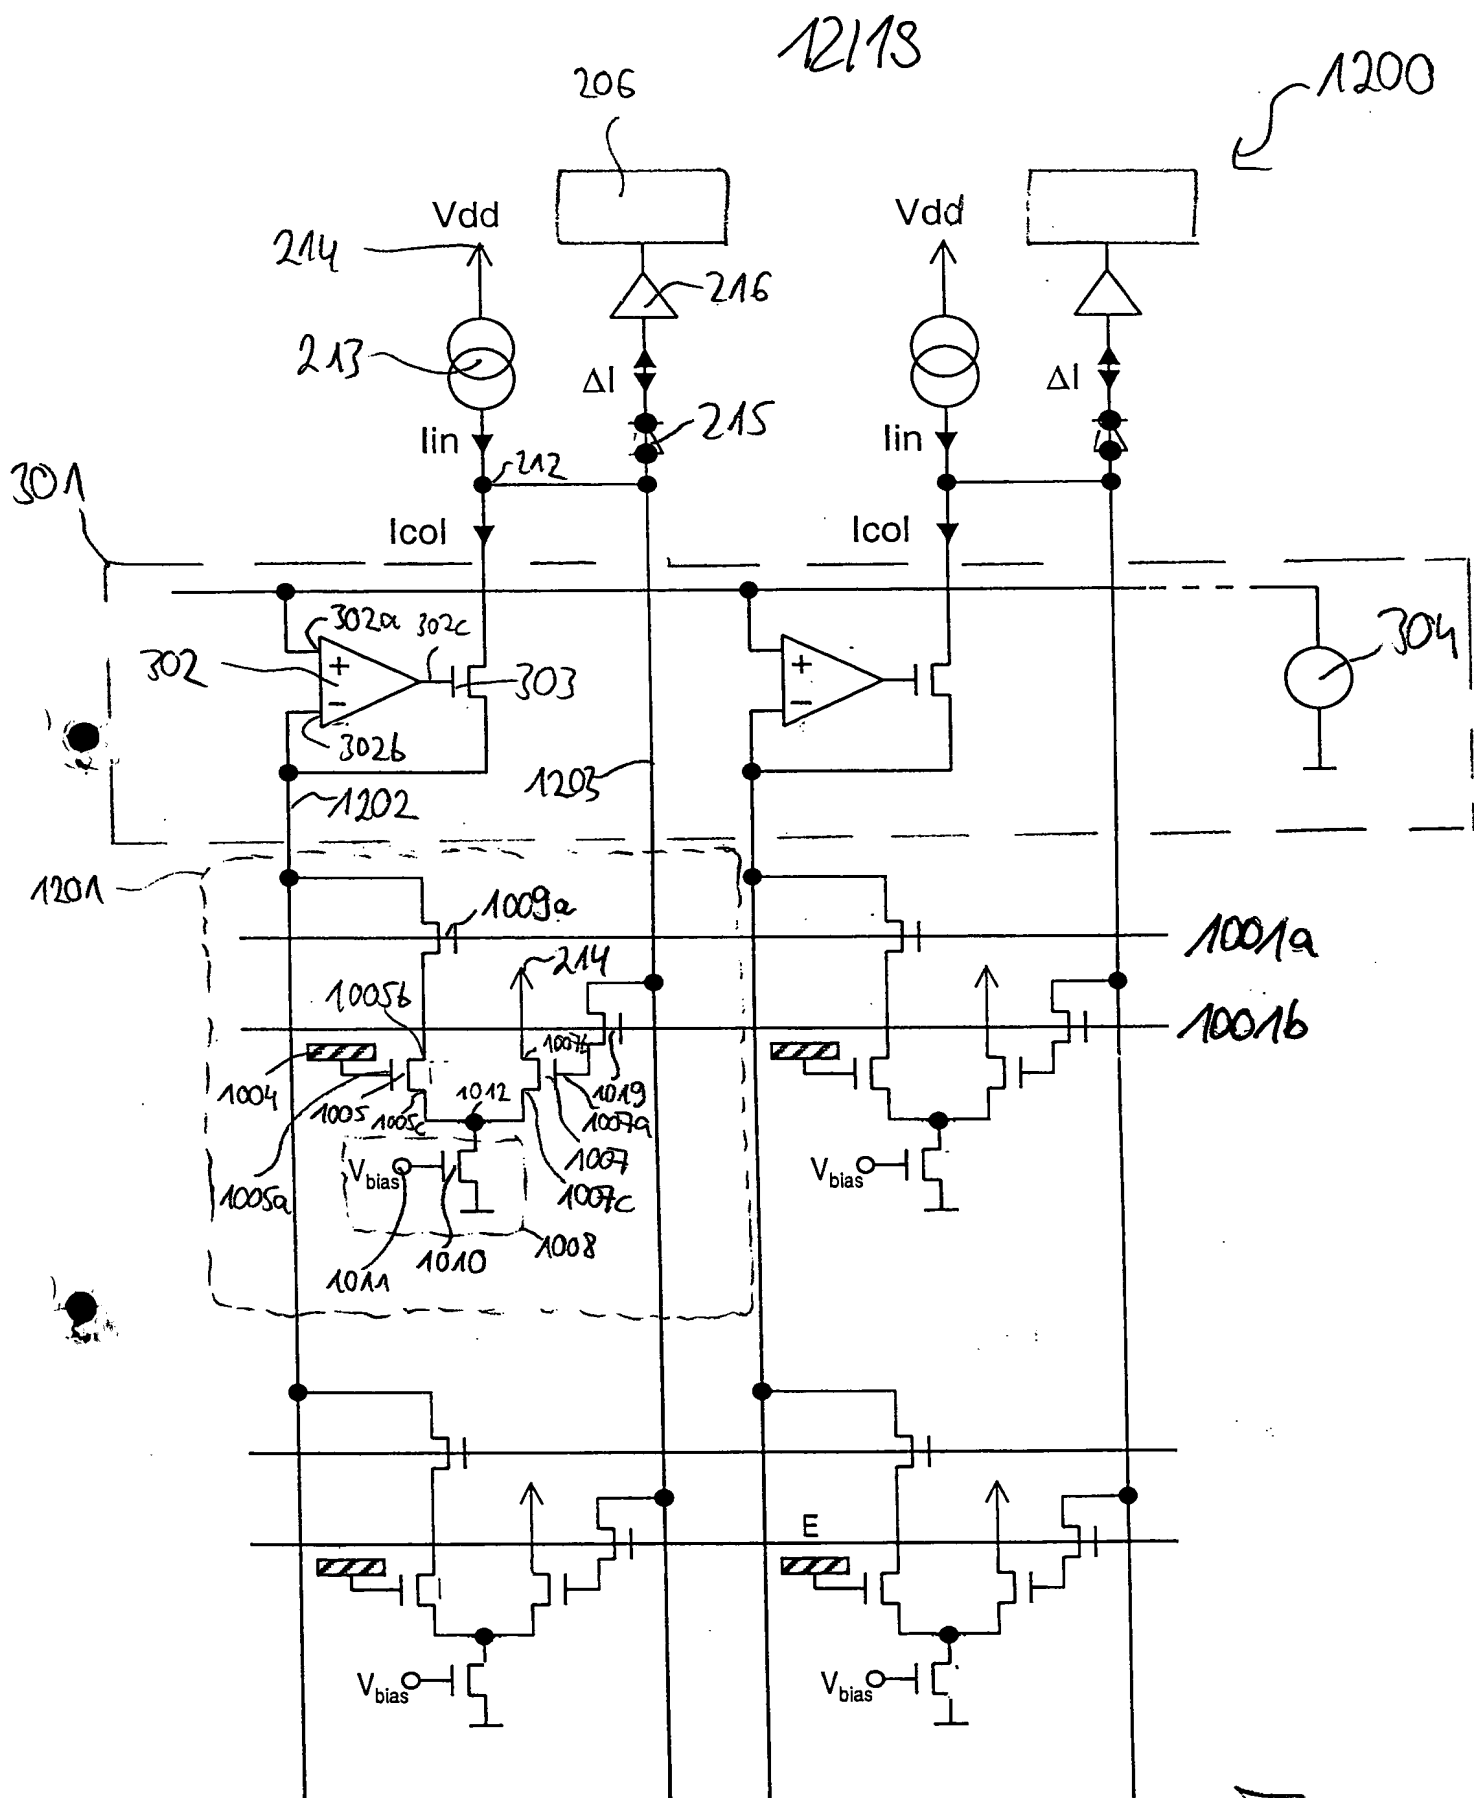 12/13
1200
206
Vdd
Vdd
214
216
213
ΔI
ΔI
215
Iin
Iin
212
301
Icol
Icol
302a
302c
302
+
303
+
304
-
-
302b
1203
1202
1201
1009a
1001a
214
1005b
1001b
1007b
1004
1005
1005c
1012
1019
1007a
1007
Vbias
Vbias
1005a
1007c
1008
1010
1011
E
Vbias
Vbias